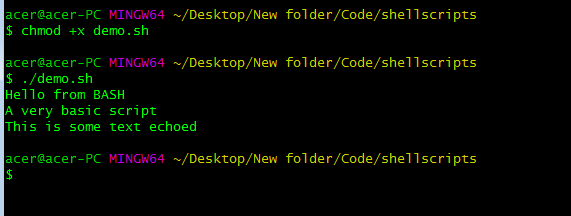 acer@acer-PC MINGW64 ~/Desktop/New folder/Code/shellscripts
$ chmod +x demo.sh
acer@acer-PC MINGW64 ~/Desktop/New folder/Code/shellscripts
$ ./demo.sh
Hello from BASH
A very basic script
This is some text echoed
acer@acer-PC MINGW64 ~/Desktop/New folder/Code/shellscripts
$